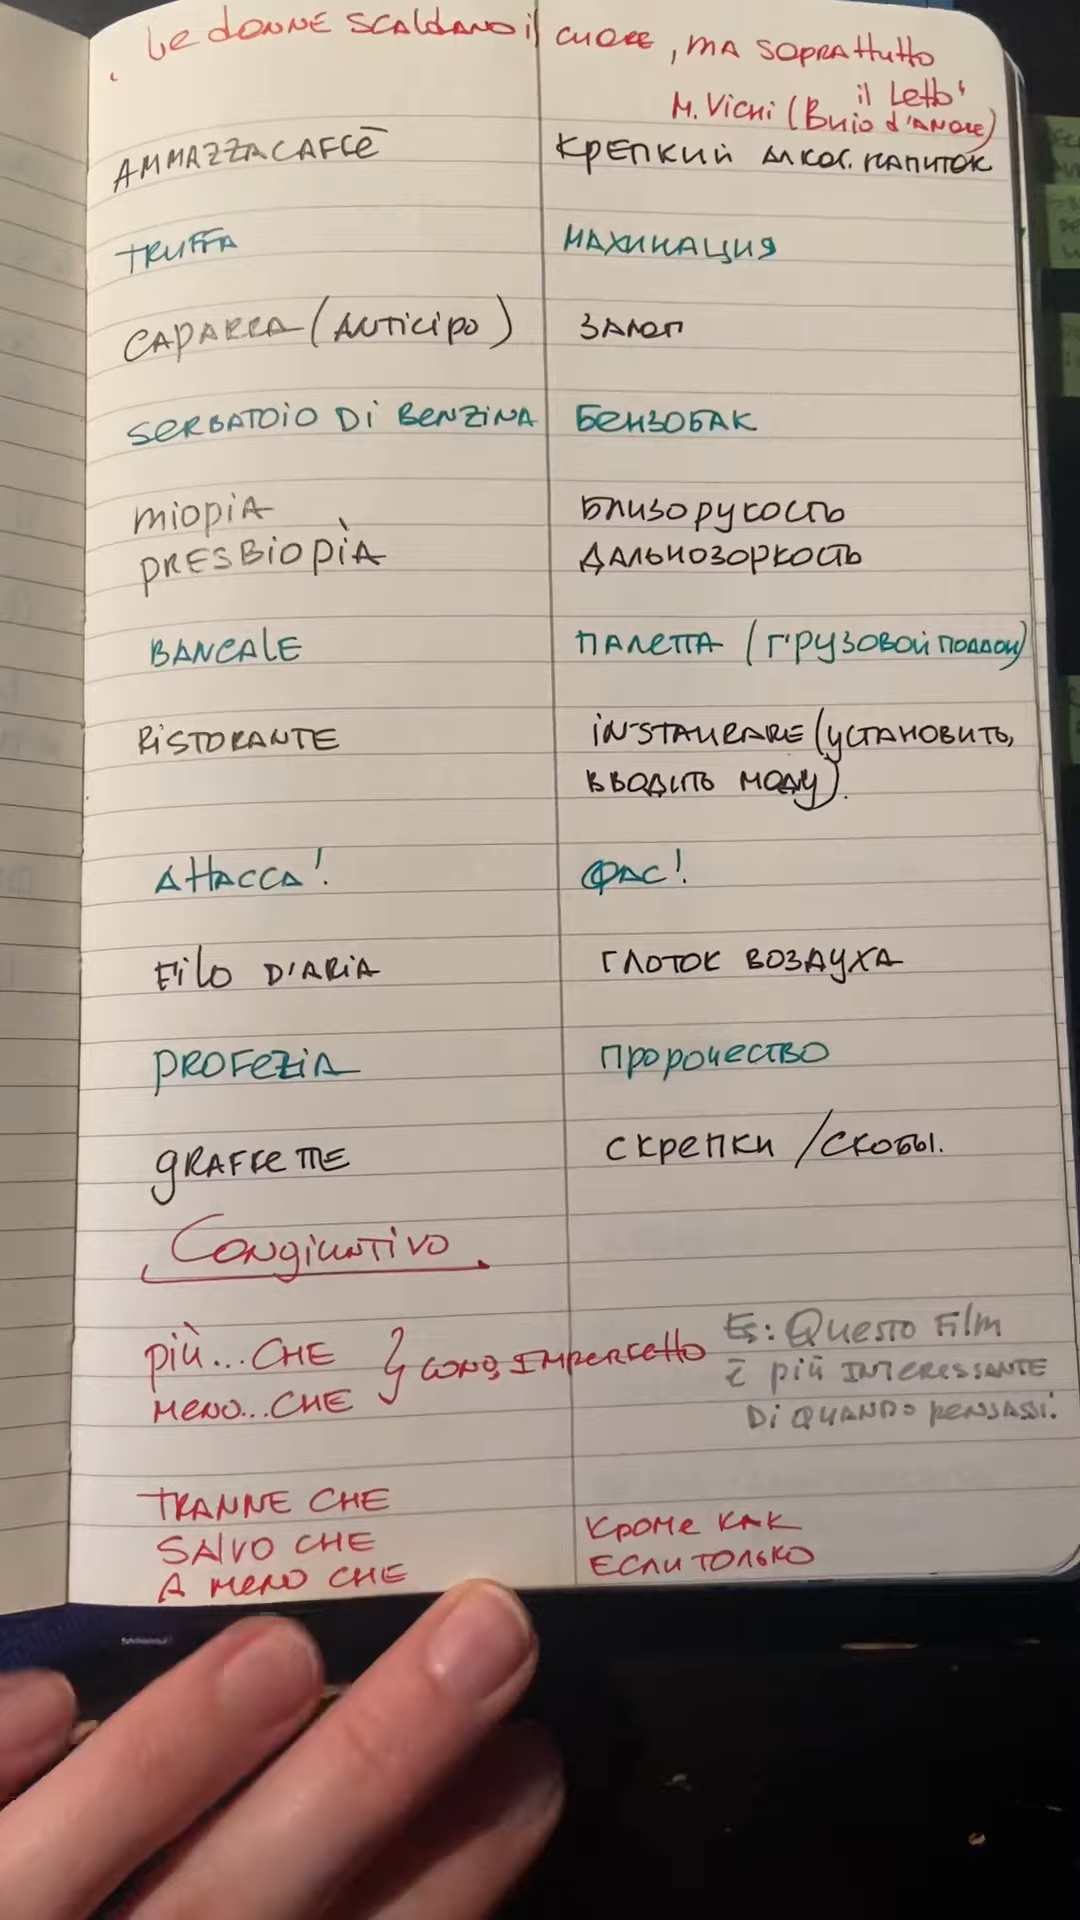 Le donne scaldano il cuore, ma soprattutto
il letto"
M. Vichi (Buio d'amore)
AMMAZZACAFFÈ КРЕПКИЙ АЛКОГ. НАПИТОК
TRUFFA МАХИНАЦИЯ
CAPARRA (ANTICIPO) ЗАЛОГ
SERBATOIO DI BENZINA БЕНЗОБАК
MIOPIA БЛИЗОРУКОСТЬ
PRESBIOPÌA ДАЛЬНОЗОРКОСТЬ
BANCALE ПАЛЕТТА (ГРУЗОВОЙ ПОДДОН)
RISTORANTE IN-STAURARE (УСТАНОВИТЬ,
ВВОДИТЬ МОДУ).
ATTACCA! ФАС!
FILO D'ARIA ГЛОТОК ВОЗДУХА
PROFEZIA ПРОРОЧЕСТВО
GRAFFETTE СКРЕПКИ / СКОБЫ.
Congiuntivo
PIÙ...CHE } CONG. IMPERFETTO
MENO...CHE
Es: Questo film
È più INTERESSANTE
DI QUANDO PENSASSI.
TRANNE CHE
SALVO CHE КРОМЕ КАК
A MENO CHE ЕСЛИ ТОЛЬКО